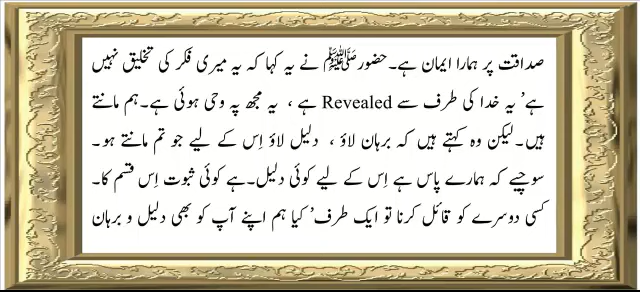 صداقت پر ہمارا ایمان ہے۔حضورﷺ نے یہ کہا کہ یہ میری فکر کی تخلیق نہیں
ہے’ یہ خدا کی طرف سے Revealed ہے ، یہ مجھ پہ وحی ہوئی ہے۔ہم مانتے
ہیں۔لیکن وہ کہتے ہیں کہ برہان لاؤ ، دلیل لاؤ اِس کے لیے جو تم مانتے ہو۔
سوچیے کہ ہمارے پاس ہے اِس کے لیے کوئی دلیل۔ہے کوئی ثبوت اِس قسم کا۔
کسی دوسرے کو قائل کرنا تو ایک طرف’ کیا ہم اپنے آپ کو بھی دلیل و برہان